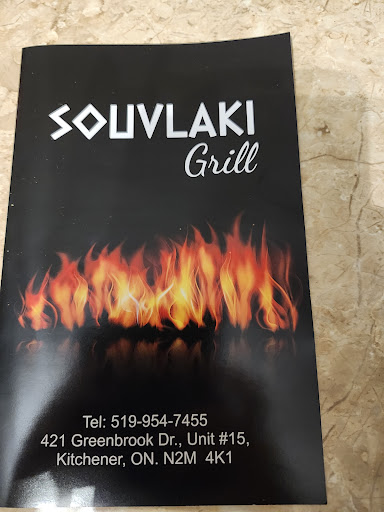 SOUVLAKI
Grill
Tel: 519-954-7455
421 Greenbrook Dr., Unit #15,
Kitchener, ON. N2M 4K1